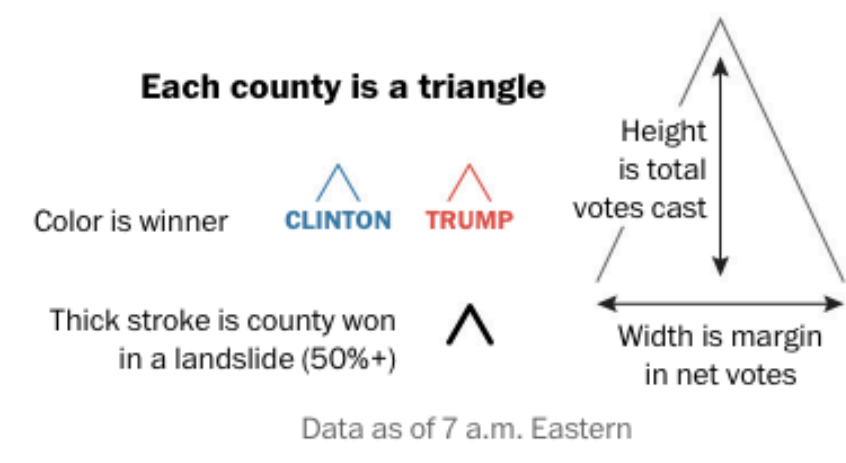 Each county is a triangle
Color is winner
CLINTON
TRUMP
Thick stroke is county won
in a landslide (50%+)
Height
is total
votes cast
Width is margin
in net votes
Data as of 7 a.m. Eastern